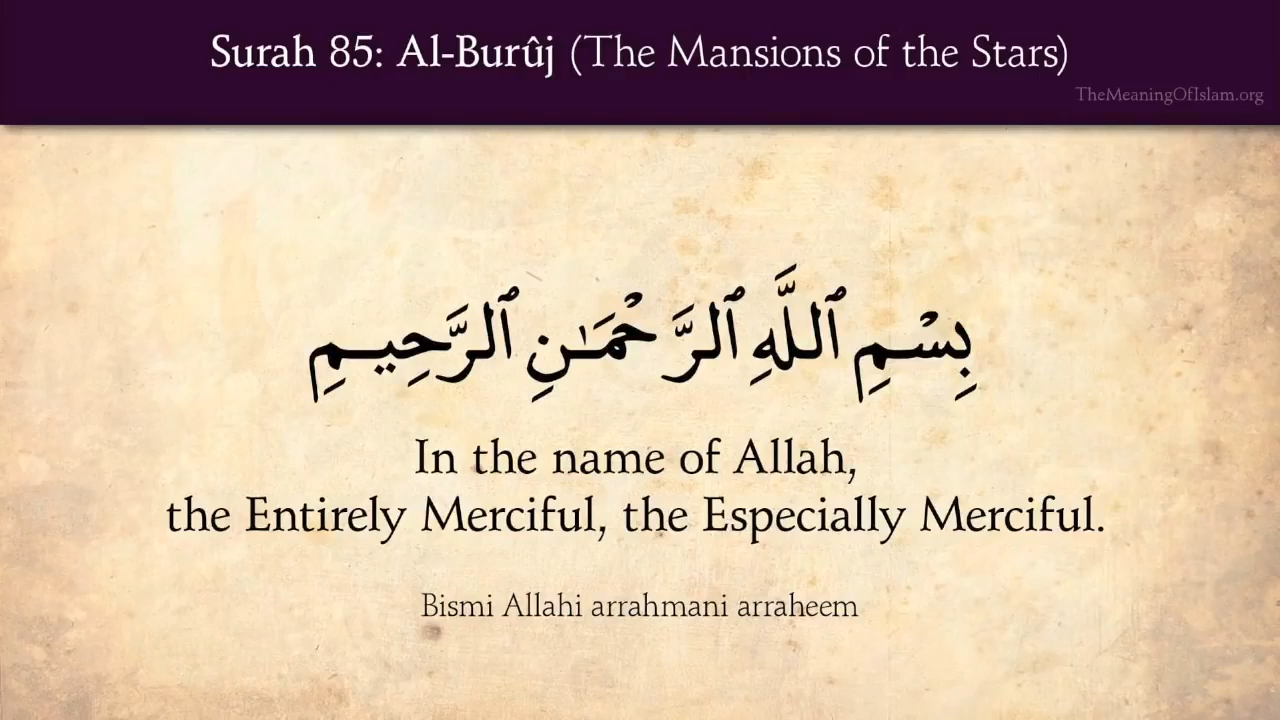 Surah 85: Al-Burûj (The Mansions of the Stars)
TheMeaningOfIslam.org
بِسْمِ ٱللَّهِ ٱلرَّحْمَـٰنِ ٱلرَّحِيـمِ
In the name of Allah,
the Entirely Merciful, the Especially Merciful.
Bismi Allahi arrahmani arraheem